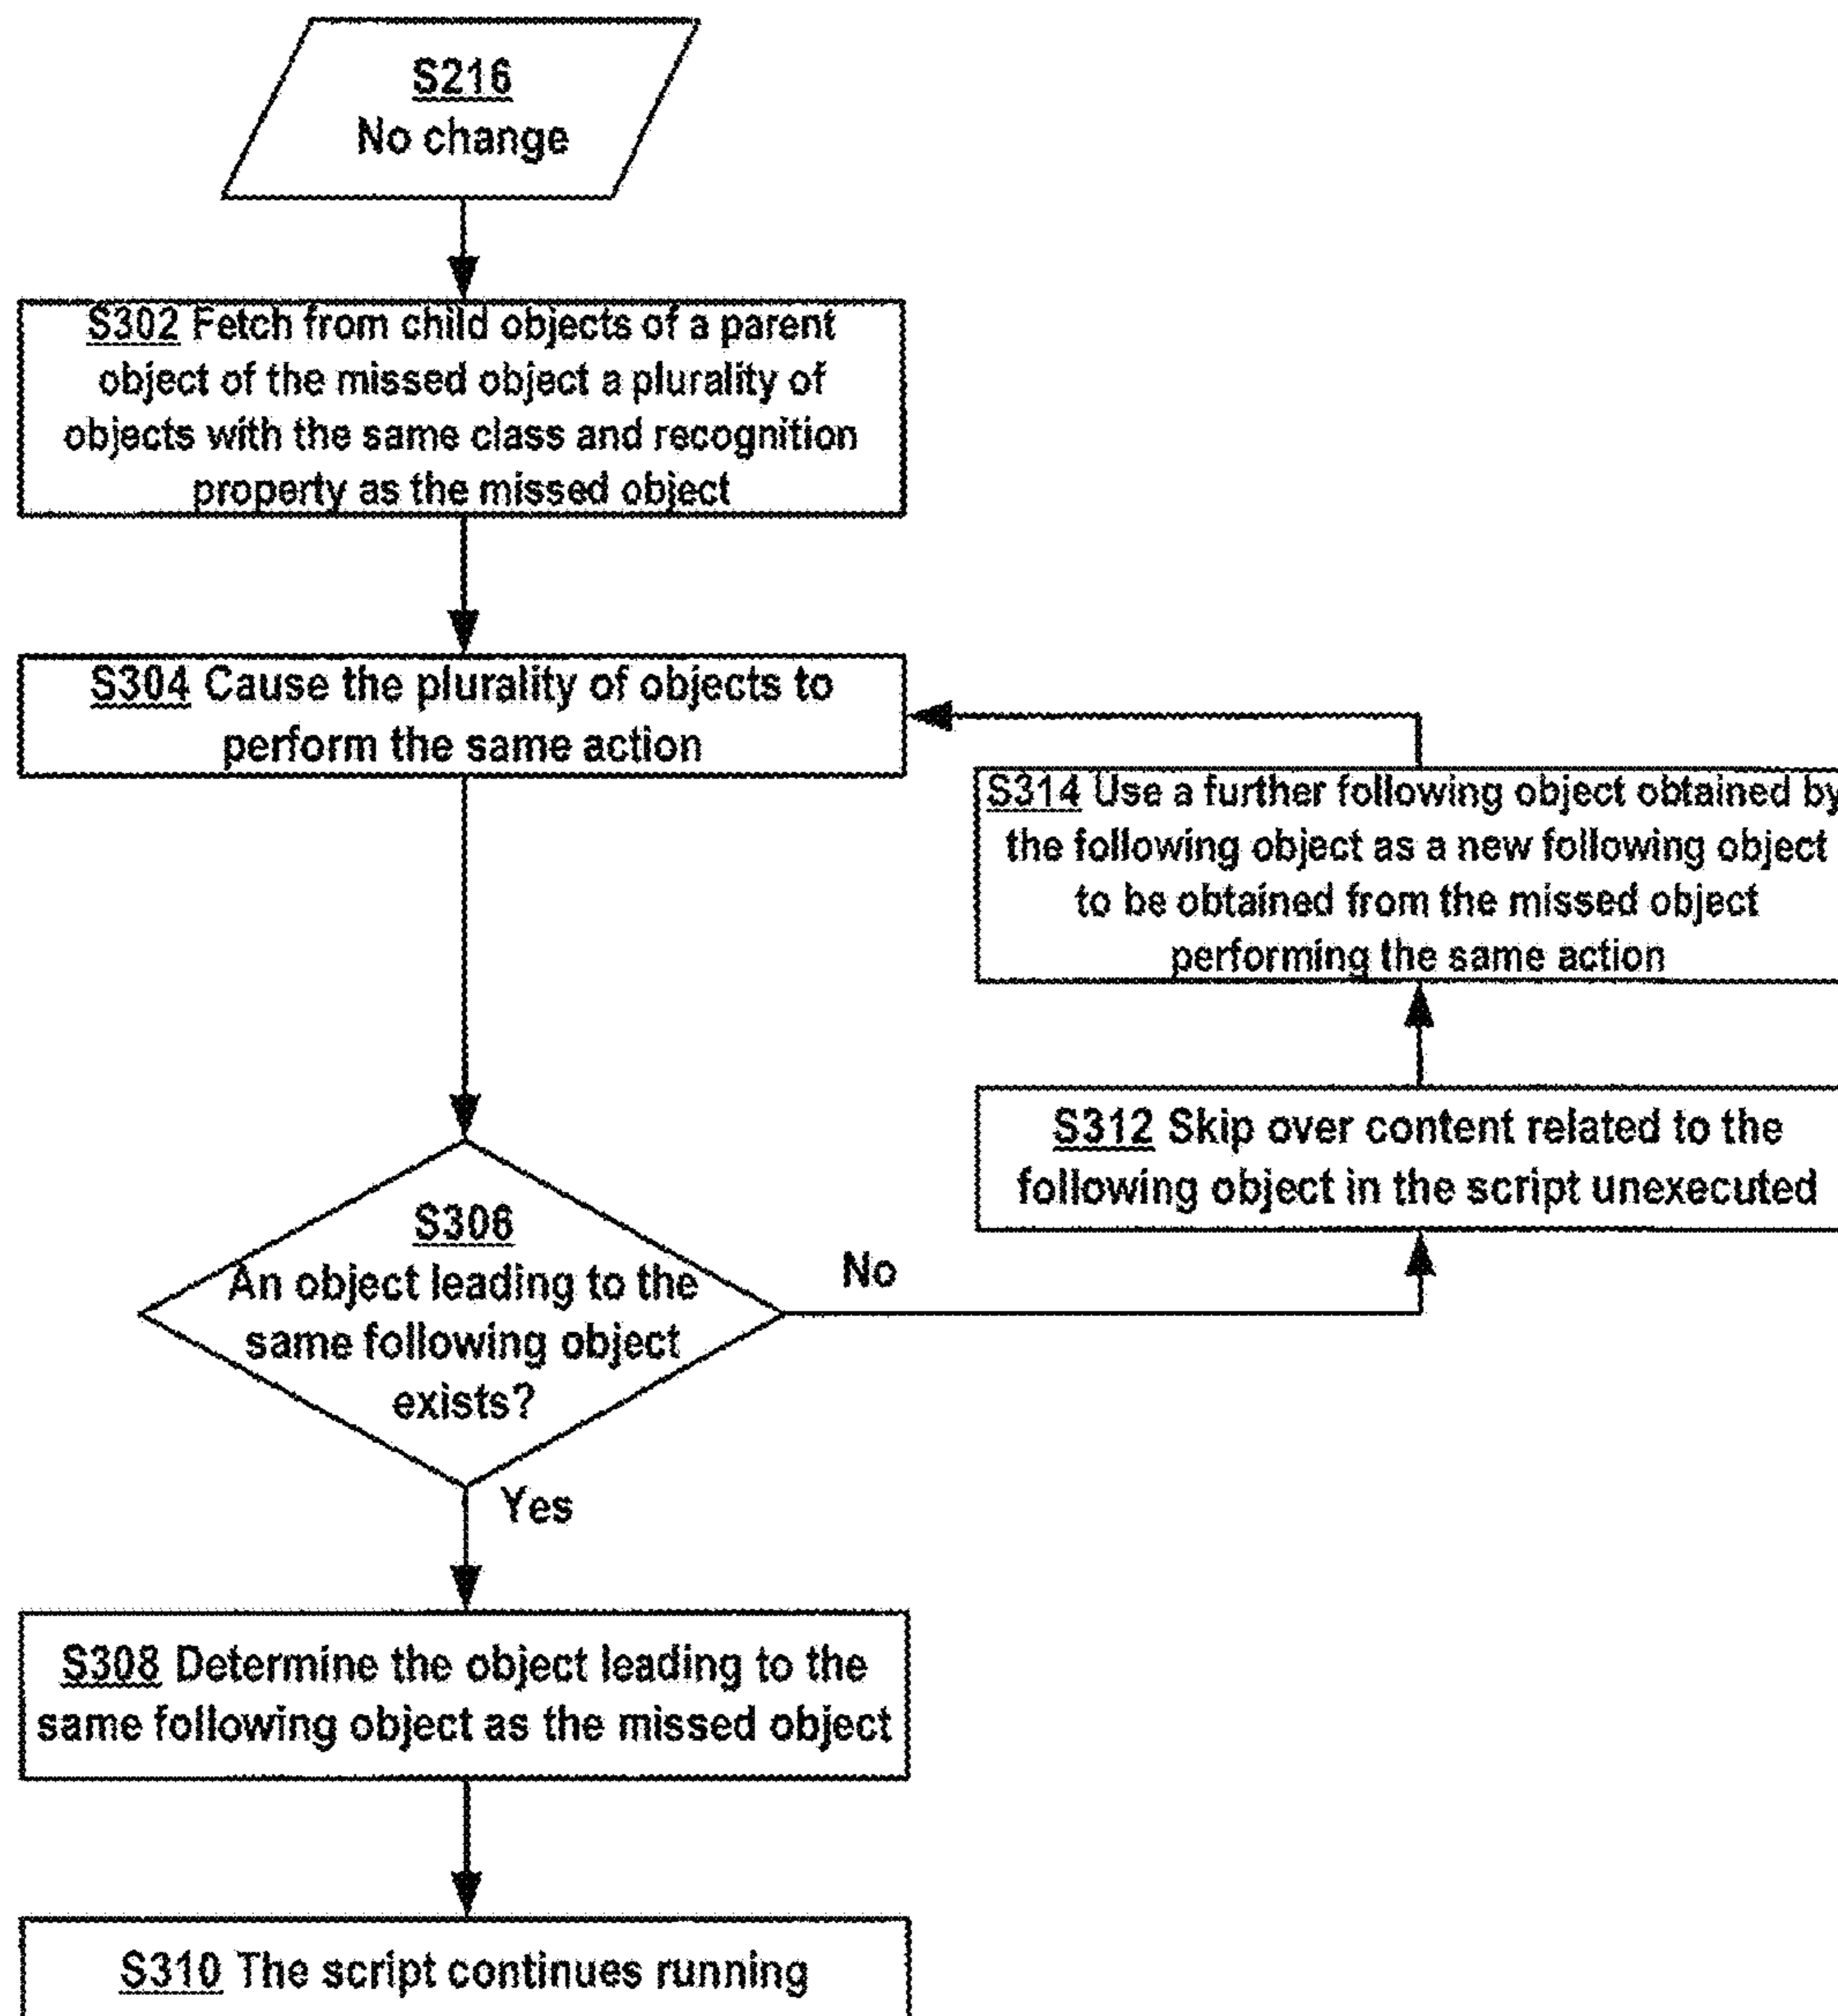 S216
No change
S302 Fetch from child objects of a parent
object of the missed object a plurality of
objects with the same class and recognition
property as the missed object
S304 Cause the plurality of objects to
perform the same action
S314 Use a further following object obtained by
the following object as a new following object
to be obtained from the missed object
performing the same action
S312 Skip over content related to the
following object in the script unexecuted
S306
An object leading to the
same following object
exists?
No
Yes
S308 Determine the object leading to the
same following object as the missed object
S310 The script continues running